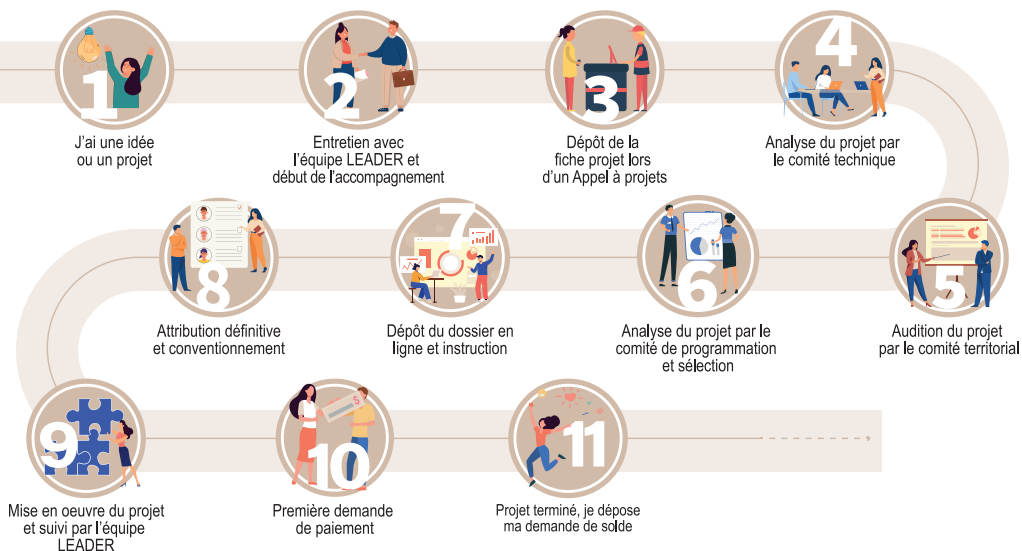 1
J'ai une idée
ou un projet
2
Entretien avec
l'équipe LEADER et
début de l'accompagnement
3
Dépôt de la
fiche projet lors
d'un Appel à projets
4
Analyse du projet par
le comité technique
5
Audition du projet
par le comité territorial
6
Analyse du projet par le
comité de programmation
et sélection
7
Dépôt du dossier en
ligne et instruction
8
Attribution définitive
et conventionnement
9
Mise en oeuvre du projet
et suivi par l'équipe
LEADER
10
$
Première demande
de paiement
11
Projet terminé, je dépose
ma demande de solde